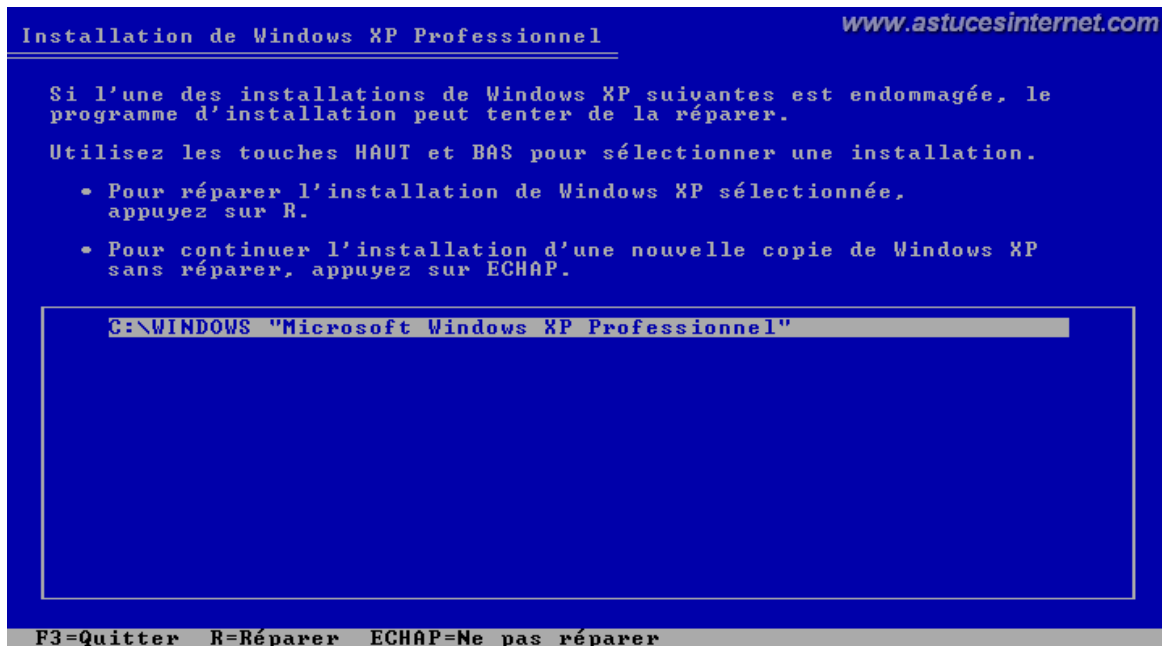 www.astucesinternet.com
Installation de Windows XP Professionnel
Si l'une des installations de Windows XP suivantes est endommagée, le
programme d'installation peut tenter de la réparer.
Utilisez les touches HAUT et BAS pour sélectionner une installation.
• Pour réparer l'installation de Windows XP sélectionnée,
appuyez sur R.
• Pour continuer l'installation d'une nouvelle copie de Windows XP
sans réparer, appuyez sur ECHAP.
C:\WINDOWS "Microsoft Windows XP Professionnel"
F3=Quitter R=Réparer ECHAP=Ne pas réparer